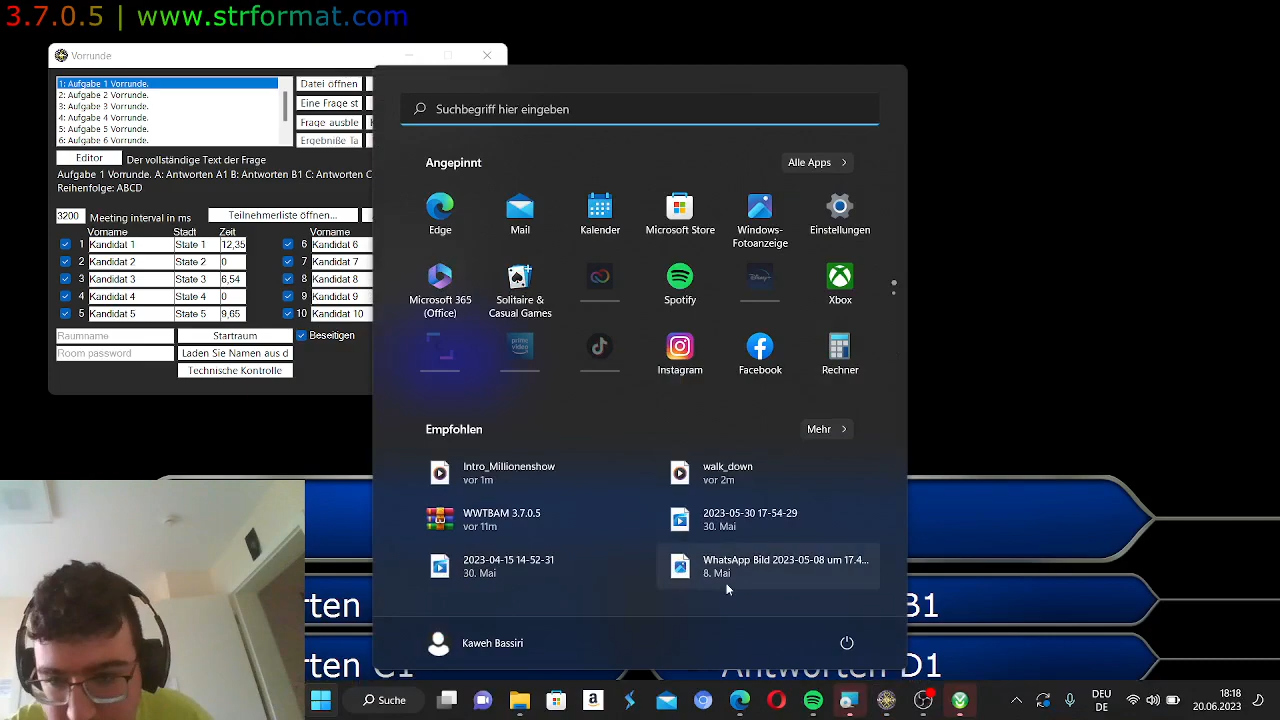 3.7.0.5 | www.strformat.com
Vorrunde
1: Aufgabe 1 Vorrunde.
2: Aufgabe 2 Vorrunde.
3: Aufgabe 3 Vorrunde.
4: Aufgabe 4 Vorrunde.
5: Aufgabe 5 Vorrunde.
6: Aufgabe 6 Vorrunde.
Datei öffnen
Eine Frage st
Frage ausble
Ergebniße Ta
Editor Der vollständige Text der Frage
Aufgabe 1 Vorrunde. A: Antworten A1 B: Antworten B1 C: Antworten C
Reihenfolge: ABCD
3200 Meeting interval in ms Teilnehmerliste öffnen...
Vorname Stadt Zeit Vorname
1 Kandidat 1 State 1 12,35 6 Kandidat 6
2 Kandidat 2 State 2 0 7 Kandidat 7
3 Kandidat 3 State 3 6,54 8 Kandidat 8
4 Kandidat 4 State 4 0 9 Kandidat 9
5 Kandidat 5 State 5 9,65 10 Kandidat 10
Raumname Startraum Beseitigen
Room password Laden Sie Namen aus d
Technische Kontrolle
Suchbegriff hier eingeben
Angepinnt Alle Apps
Edge Mail Kalender Microsoft Store Windows-Fotoanzeige Einstellungen
Microsoft 365 (Office) Solitaire & Casual Games Spotify Disney+ Xbox
prime video Instagram Facebook Rechner
Empfohlen Mehr
Intro_Millionenshow
vor 1m
walk_down
vor 2m
WWTBAM 3.7.0.5
vor 11m
2023-05-30 17-54-29
30. Mai
2023-04-15 14-52-31
30. Mai
WhatsApp Bild 2023-05-08 um 17.4...
8. Mai
Kaweh Bassiri
rten
B1
rten C1
Antworten D1
Suche
DEU
DE
18:18
20.06.2023